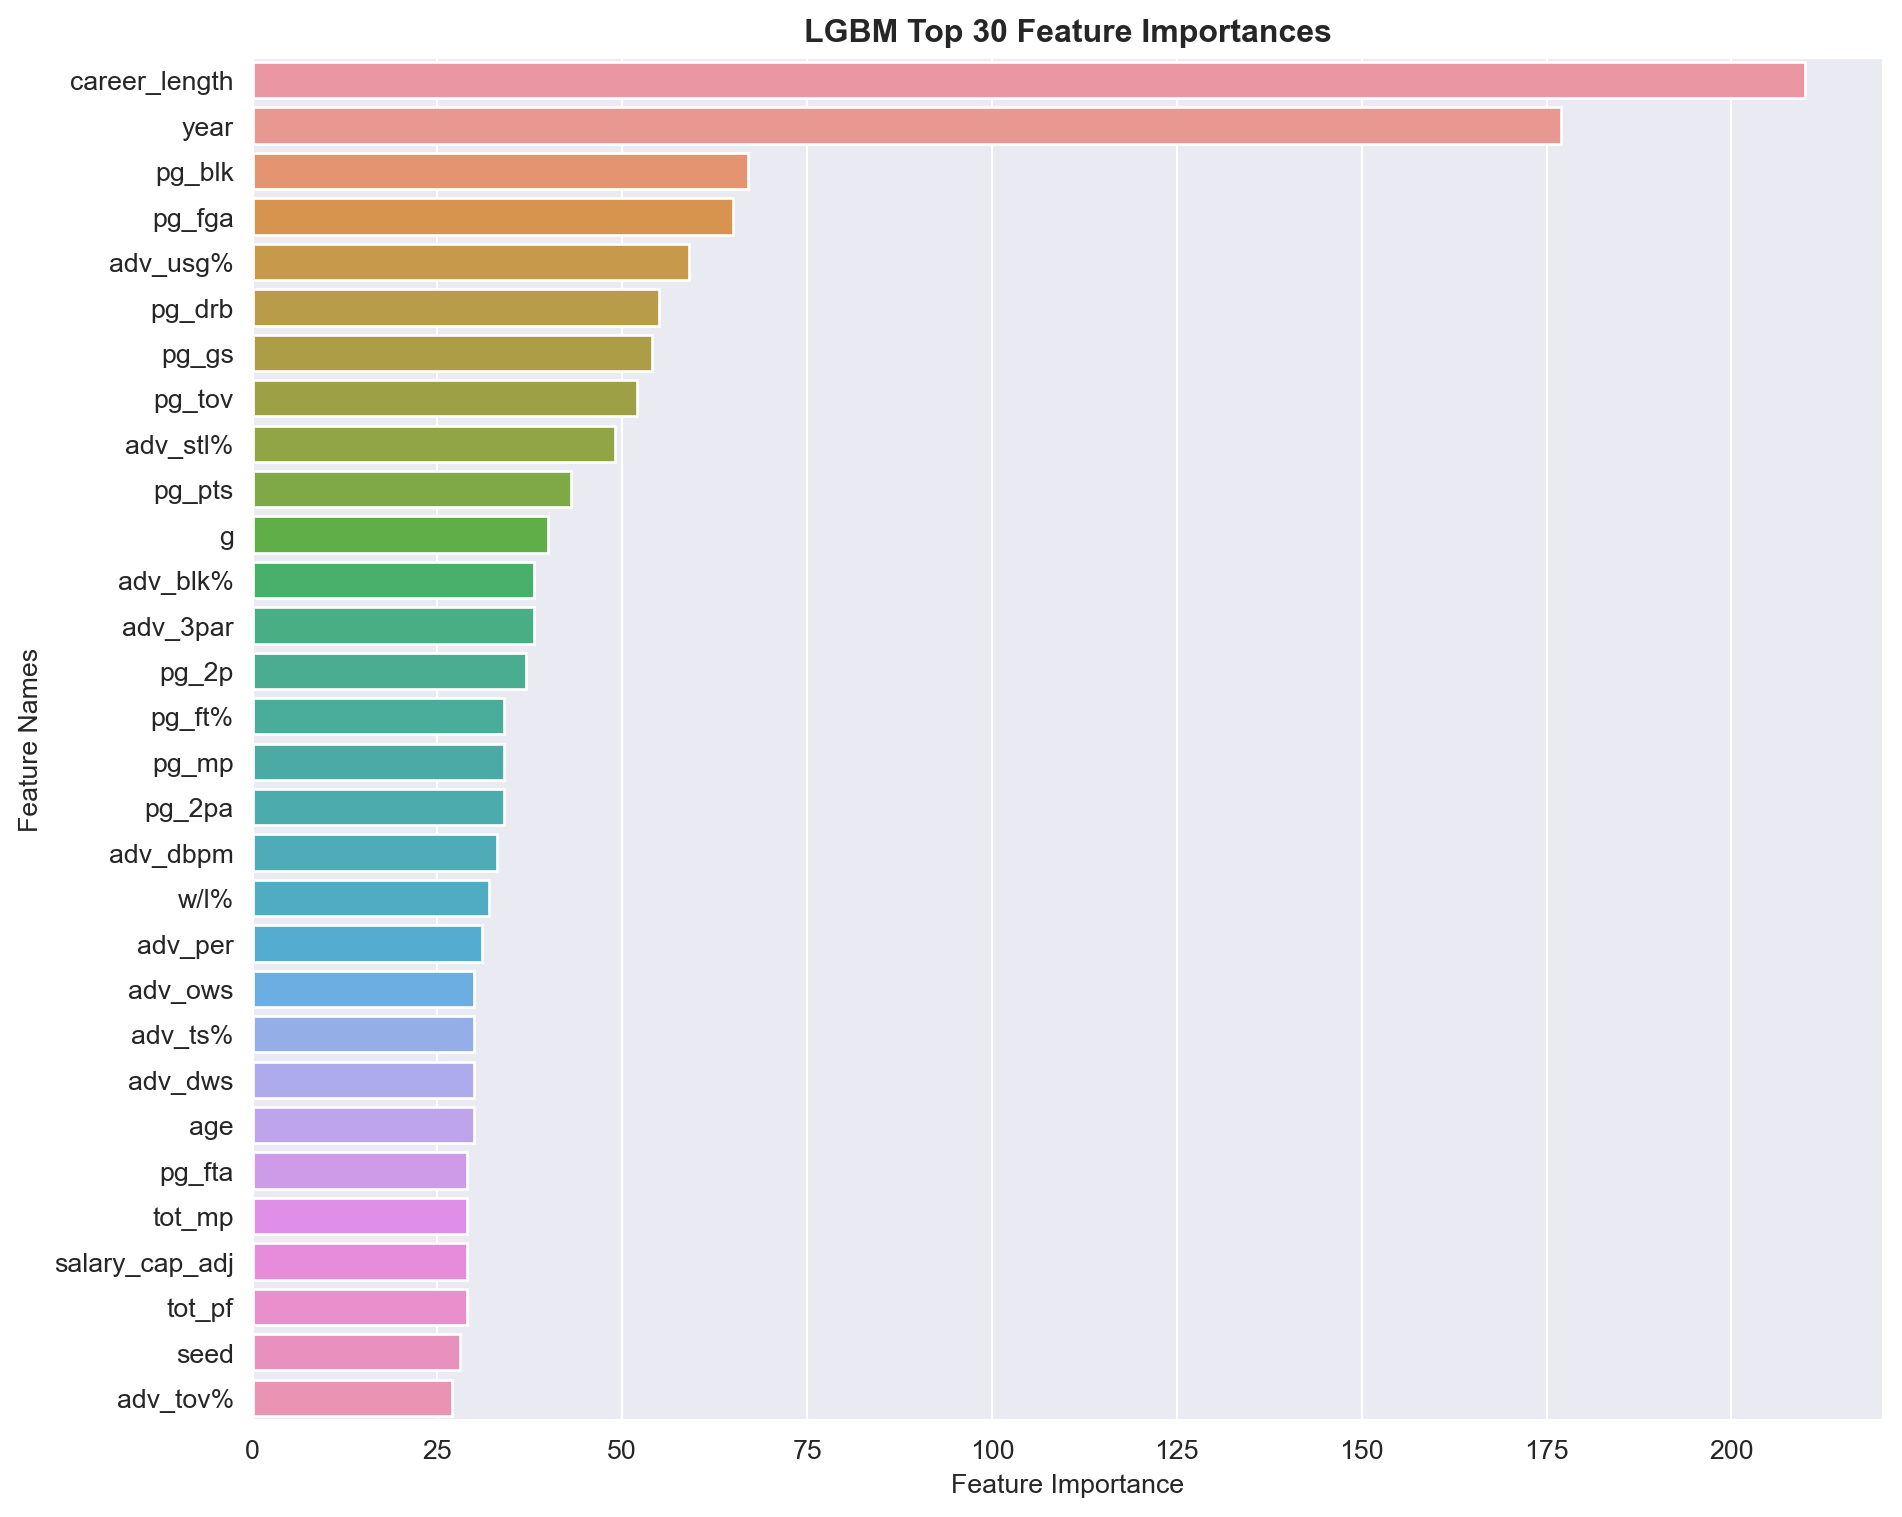 LGBM Top 30 Feature Importances
career_length
year
pg_blk
pg_fga
adv_usg%
pg_drb
pg_gs
pg_tov
adv_stl%
pg_pts
g
adv_blk%
adv_3par
pg_2p
pg_ft%
pg_mp
pg_2pa
adv_dbpm
w/l%
adv_per
adv_ows
adv_ts%
adv_dws
age
pg_fta
tot_mp
salary_cap_adj
tot_pf
seed
adv_tov%
Feature Names
0 25 50 75 100 125 150 175 200
Feature Importance